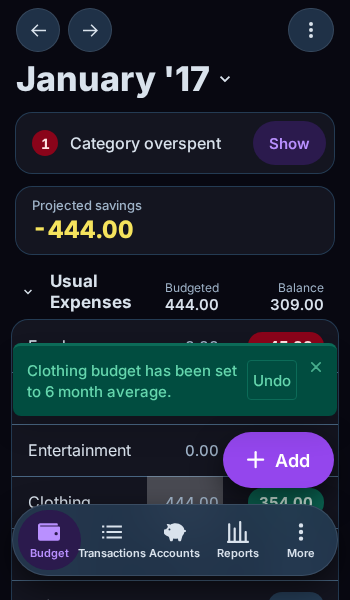 January '17
1 Category overspent Show
Projected savings
-444.00
Usual Expenses
Budgeted
444.00
Balance
309.00
Clothing budget has been set
to 6 month average.
Undo
Entertainment 0.00
Add
Clothing 444.00 354.00
Budget Transactions Accounts Reports More